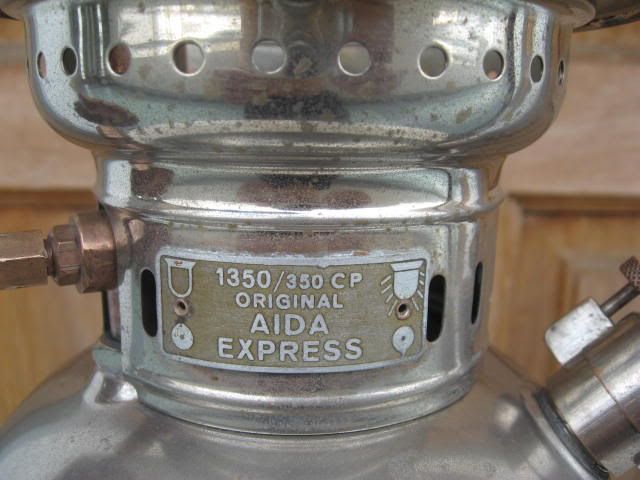 1350/350 CP
ORIGINAL
AIDA
EXPRESS